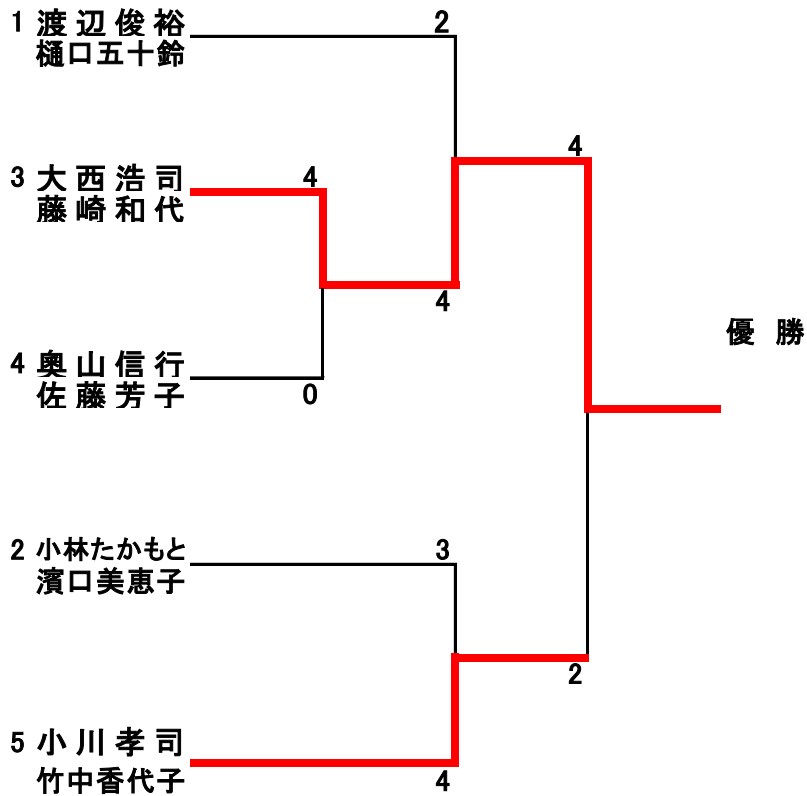 1 渡辺俊裕 2
樋口五十鈴
4
3 大西浩司 4
藤崎和代
4
優勝
4 奥山信行
佐藤芳子 0
2 小林たかもと 3
濱口美恵子
2
5 小川孝司
竹中香代子 4